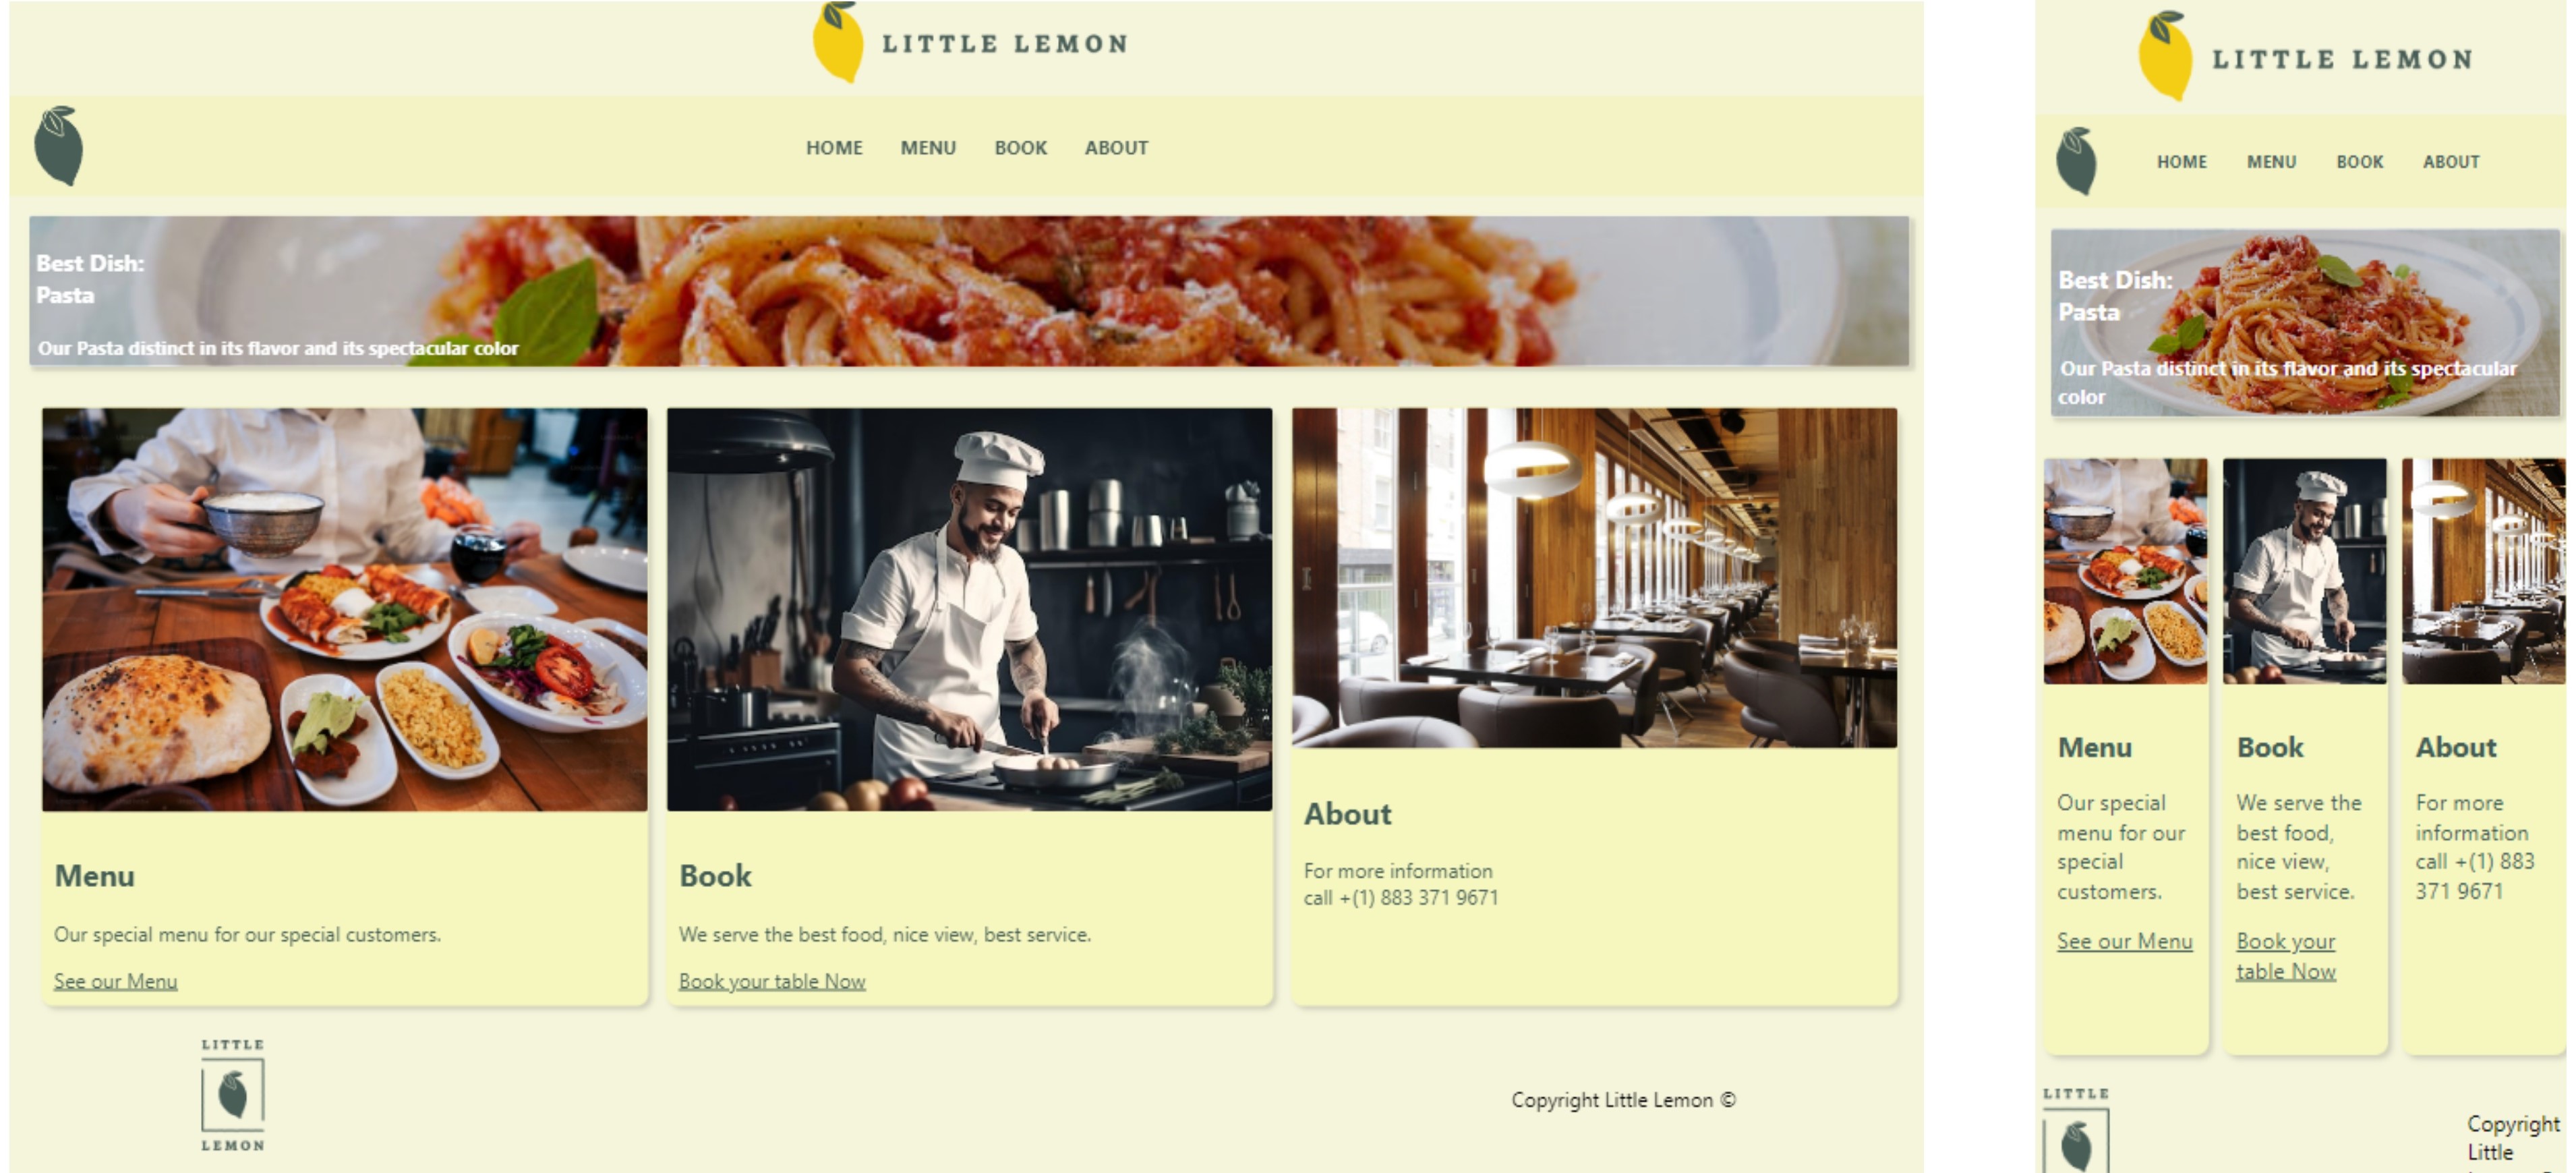 LITTLE LEMON
HOME MENU BOOK ABOUT
Best Dish:
Pasta
Our Pasta distinct in its flavor and its spectacular color
Menu
Our special menu for our special customers.
See our Menu
Book
We serve the best food, nice view, best service.
Book your table Now
About
For more information
call +(1) 883 371 9671
LITTLE
LEMON
Copyright Little Lemon ©
LITTLE LEMON
HOME MENU BOOK ABOUT
Best Dish:
Pasta
Our Pasta distinct in its flavor and its spectacular
color
Menu
Our special
menu for our
special
customers.
See our Menu
Book
We serve the
best food,
nice view,
best service.
Book your
table Now
About
For more
information
call +(1) 883
371 9671
LITTLE
Copyright
Little